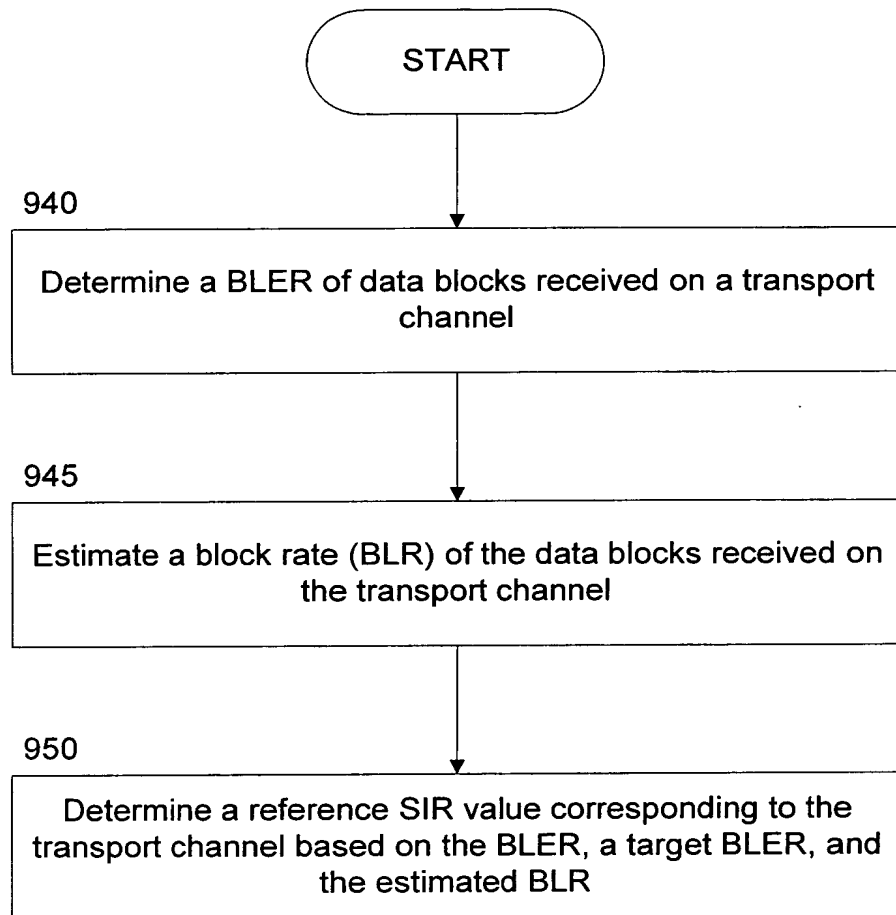 START
940
Determine a BLER of data blocks received on a transport
channel
945
Estimate a block rate (BLR) of the data blocks received on
the transport channel
950
Determine a reference SIR value corresponding to the
transport channel based on the BLER, a target BLER, and
the estimated BLR